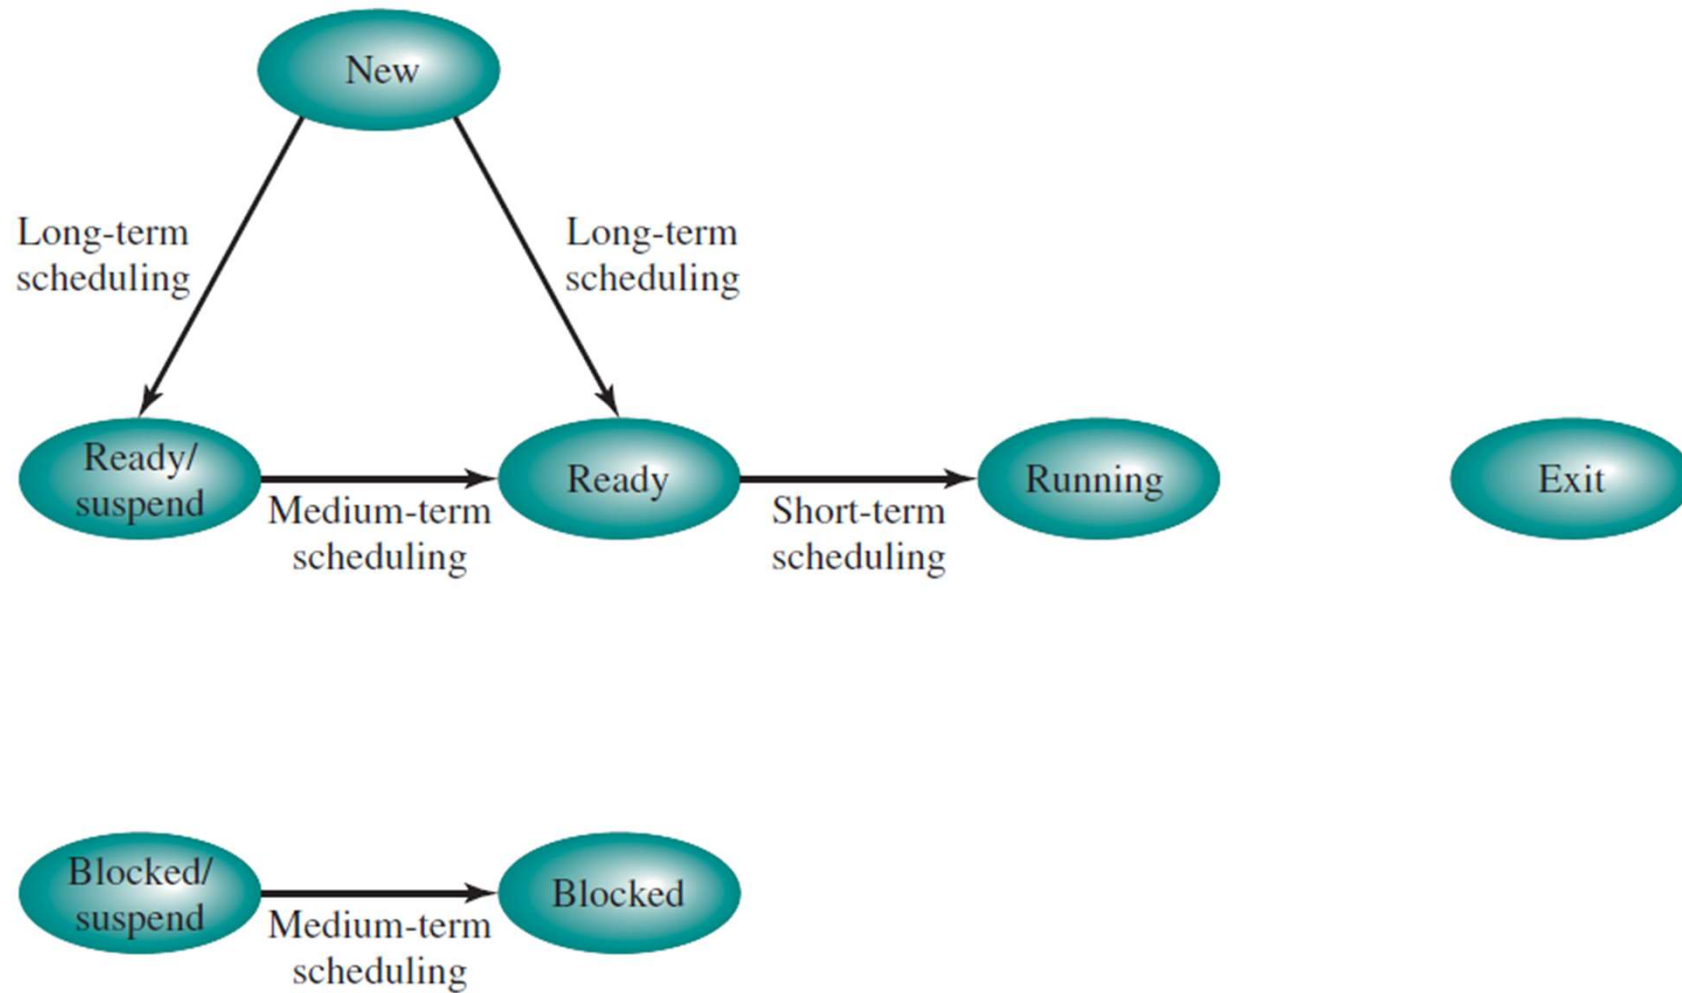 New
Long-term
scheduling
Long-term
scheduling
Ready/
suspend
Medium-term
scheduling
Ready
Short-term
scheduling
Running
Exit
Blocked/
suspend
Medium-term
scheduling
Blocked